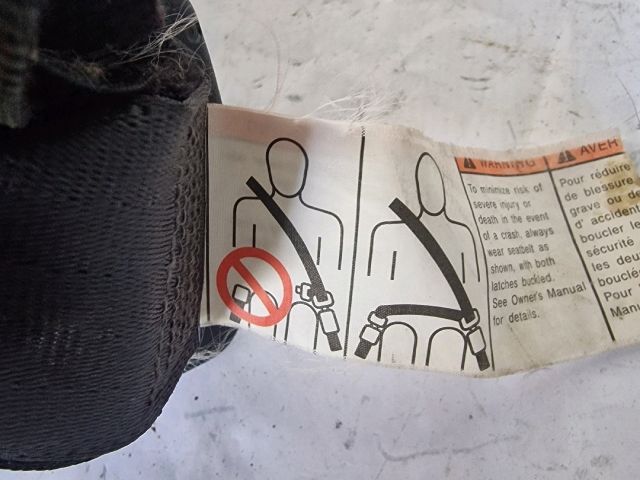 WARNING
To minimize risk of
severe injury or
death in the event
of a crash, always
wear seatbelt as
shown, with both
latches buckled.
See Owner's Manual
for details.
AVER
Pour réduire
de blessure
grave ou de
d' accident
boucler le
sécurité
les deux
boucle
Pour
Manu